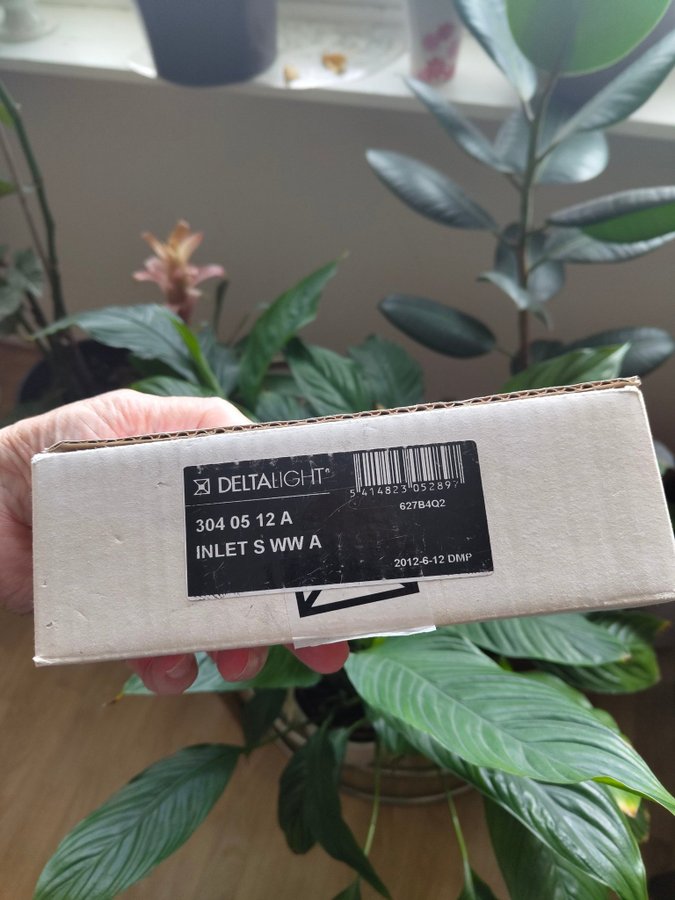 DELTALIGHT®
5 414823 052897
627B4Q2
304 05 12 A
INLET S WW A
2012-6-12 DMP